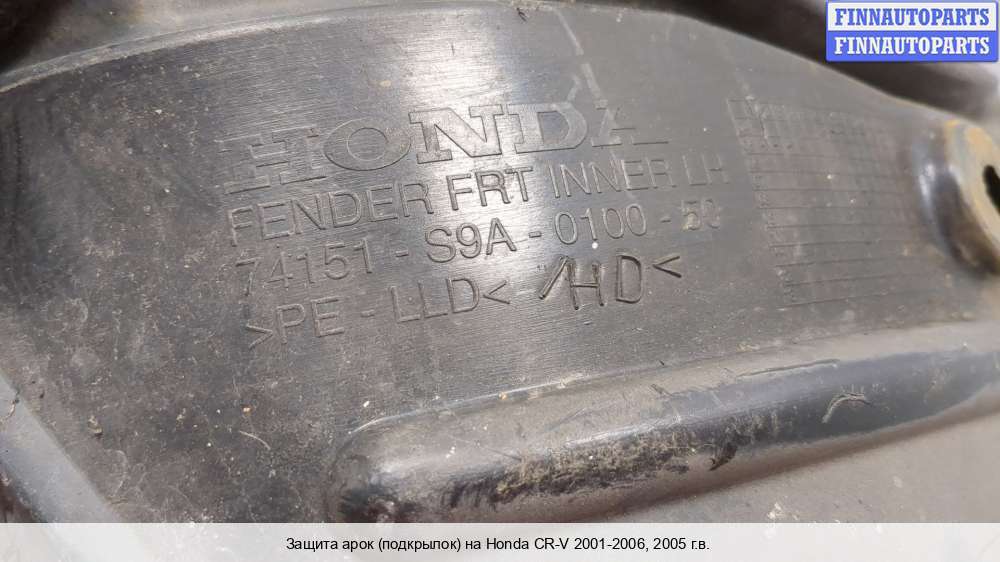 FINNAUTOPARTS
FINNAUTOPARTS
HONDA
FENDER FRT INNER LH
74151 - S9A - 0100 - 50
>PE - LLD< /HD<
Защита арок (подкрылок) на Honda CR-V 2001-2006, 2005 г.в.